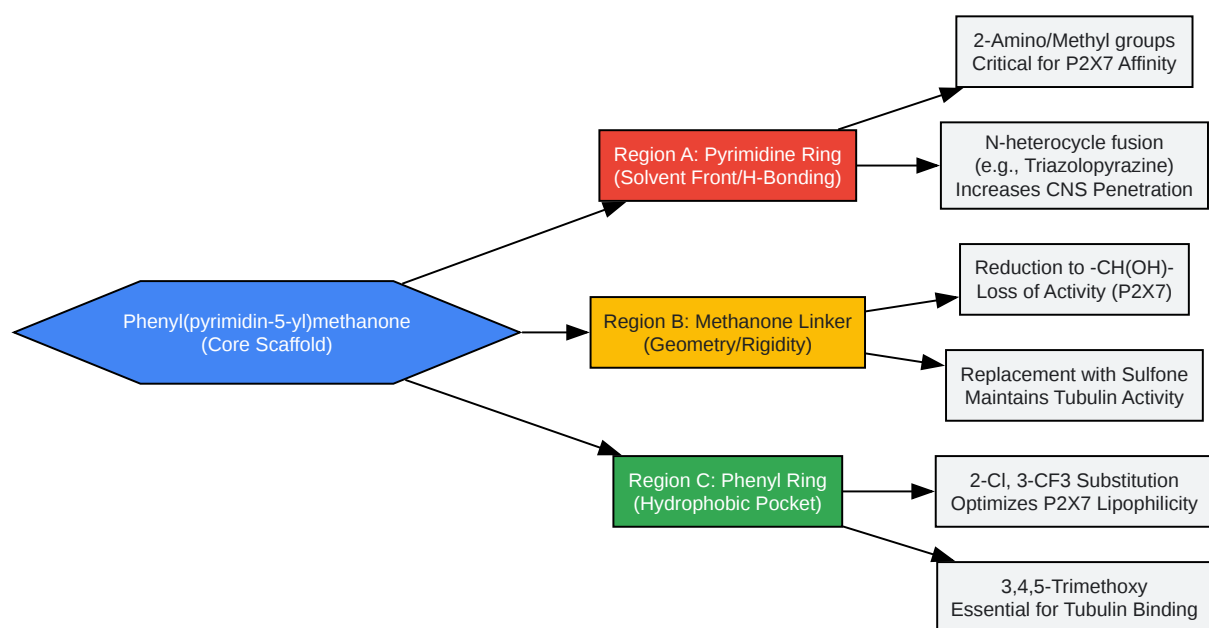 2-Amino/Methyl groups
Critical for P2X7 Affinity
Region A: Pyrimidine Ring
(Solvent Front/H-Bonding)
N-heterocycle fusion
(e.g., Triazolopyrazine)
Increases CNS Penetration
Phenyl(pyrimidin-5-yl)methanone
(Core Scaffold)
Region B: Methanone Linker
(Geometry/Rigidity)
Reduction to -CH(OH)-
Loss of Activity (P2X7)
Replacement with Sulfone
Maintains Tubulin Activity
Region C: Phenyl Ring
(Hydrophobic Pocket)
2-Cl, 3-CF3 Substitution
Optimizes P2X7 Lipophilicity
3,4,5-Trimethoxy
Essential for Tubulin Binding